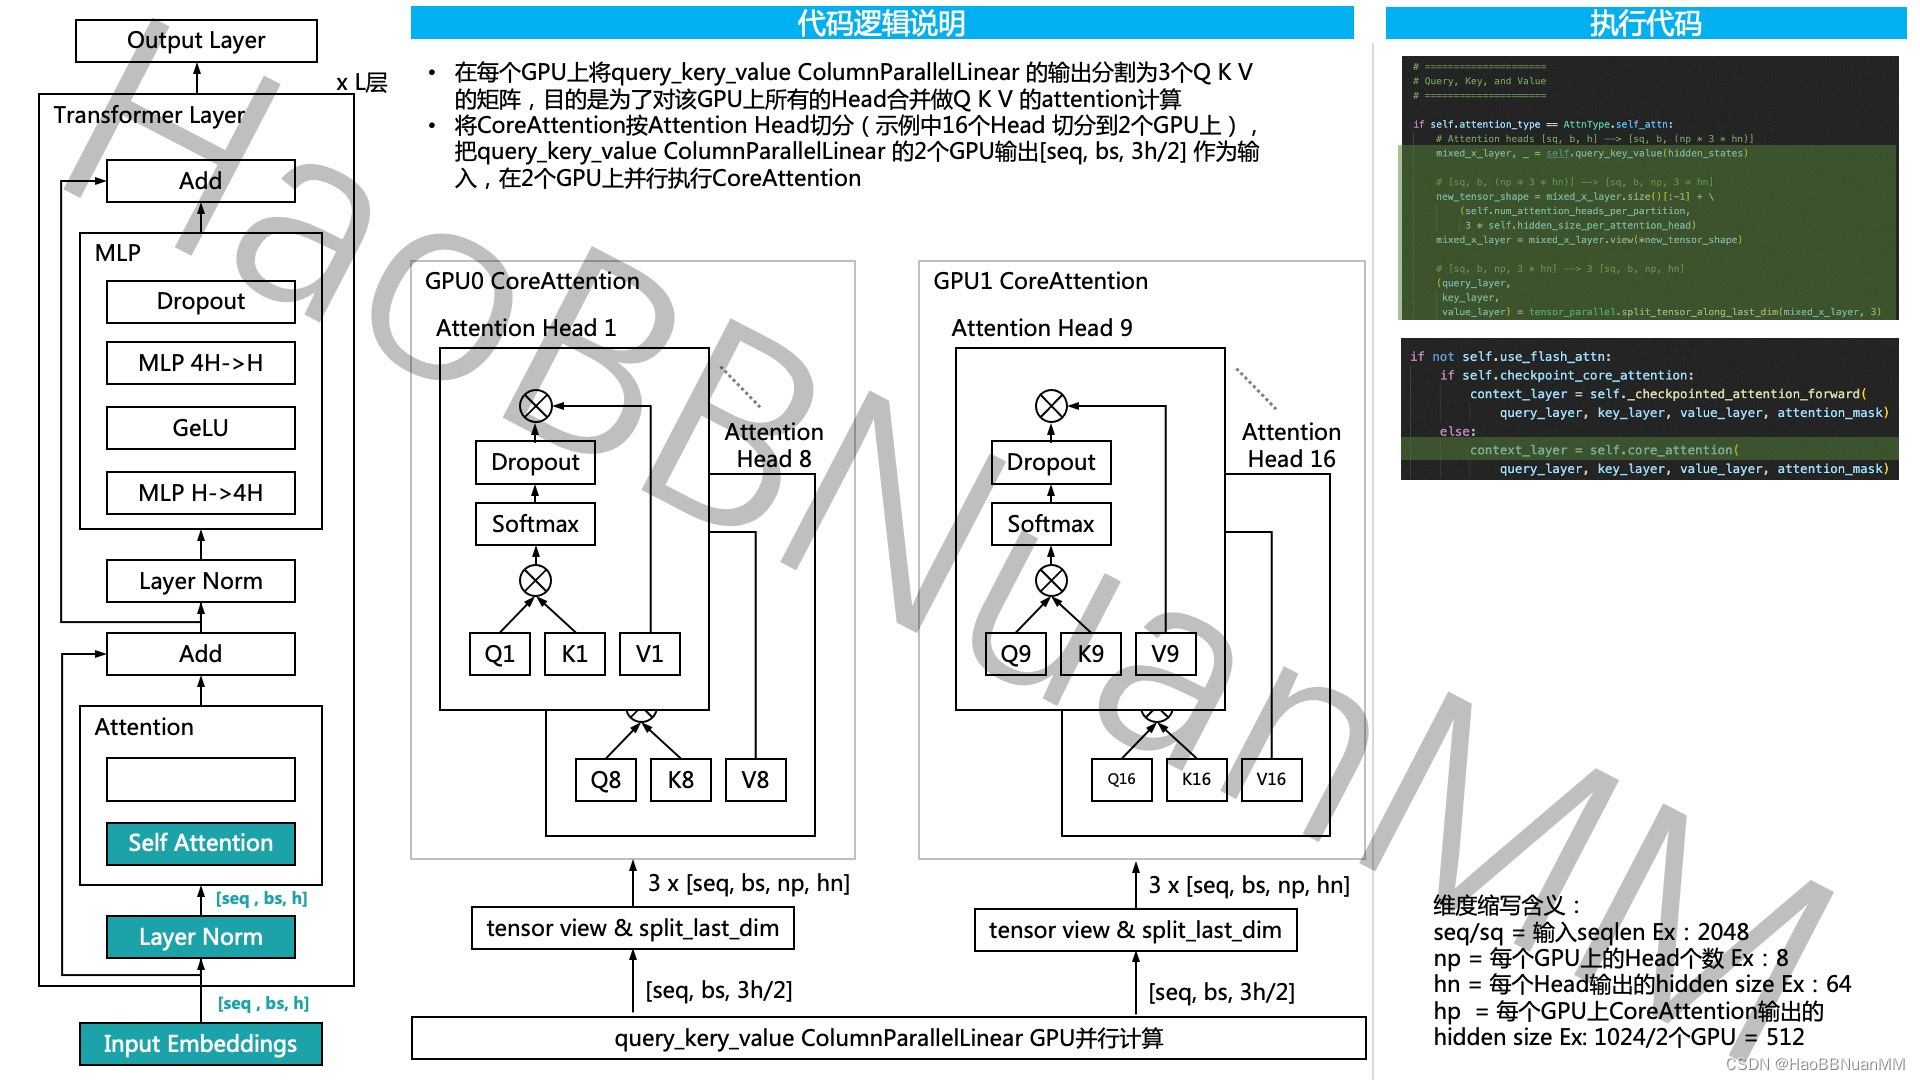 Output Layer
x L层
Transformer Layer
Add
MLP
Dropout
MLP 4H->H
GeLU
MLP H->4H
Layer Norm
Add
Attention
Self Attention
[seq , bs, h]
Layer Norm
[seq , bs, h]
Input Embeddings
代码逻辑说明
• 在每个GPU上将query_kery_value ColumnParallelLinear 的输出分割为3个Q K V
的矩阵，目的是为了对该GPU上所有的Head合并做Q K V 的attention计算
• 将CoreAttention按Attention Head切分（示例中16个Head 切分到2个GPU上），
把query_kery_value ColumnParallelLinear 的2个GPU输出[seq, bs, 3h/2] 作为输
入，在2个GPU上并行执行CoreAttention
GPU0 CoreAttention
Attention Head 1
Dropout
Softmax
Q1 K1 V1
Attention
Head 8
Q8 K8 V8
3 x [seq, bs, np, hn]
tensor view & split_last_dim
[seq, bs, 3h/2]
GPU1 CoreAttention
Attention Head 9
Dropout
Softmax
Q9 K9 V9
Attention
Head 16
Q16 K16 V16
3 x [seq, bs, np, hn]
tensor view & split_last_dim
[seq, bs, 3h/2]
query_kery_value ColumnParallelLinear GPU并行计算
执行代码
# =====================
# Query, Key, and Value
# =====================
if self.attention_type == AttnType.self_attn:
# Attention heads [sq, b, h] --> [sq, b, (np * 3 * hn)]
mixed_x_layer, _ = self.query_key_value(hidden_states)
# [sq, b, (np * 3 * hn)] --> [sq, b, np, 3 * hn]
new_tensor_shape = mixed_x_layer.size()[:-1] + \
(self.num_attention_heads_per_partition,
3 * self.hidden_size_per_attention_head)
mixed_x_layer = mixed_x_layer.view(*new_tensor_shape)
# [sq, b, np, 3 * hn] --> 3 [sq, b, np, hn]
(query_layer,
key_layer,
value_layer) = tensor_parallel.split_tensor_along_last_dim(mixed_x_layer, 3)
if not self.use_flash_attn:
if self.checkpoint_core_attention:
context_layer = self._checkpointed_attention_forward(
query_layer, key_layer, value_layer, attention_mask)
else:
context_layer = self.core_attention(
query_layer, key_layer, value_layer, attention_mask)
维度缩写含义：
seq/sq = 输入seqlen Ex：2048
np = 每个GPU上的Head个数 Ex：8
hn = 每个Head输出的hidden size Ex：64
hp = 每个GPU上CoreAttention输出的
hidden size Ex: 1024/2个GPU = 512
HaoBBNuanMM
CSDN @HaoBBNuanMM